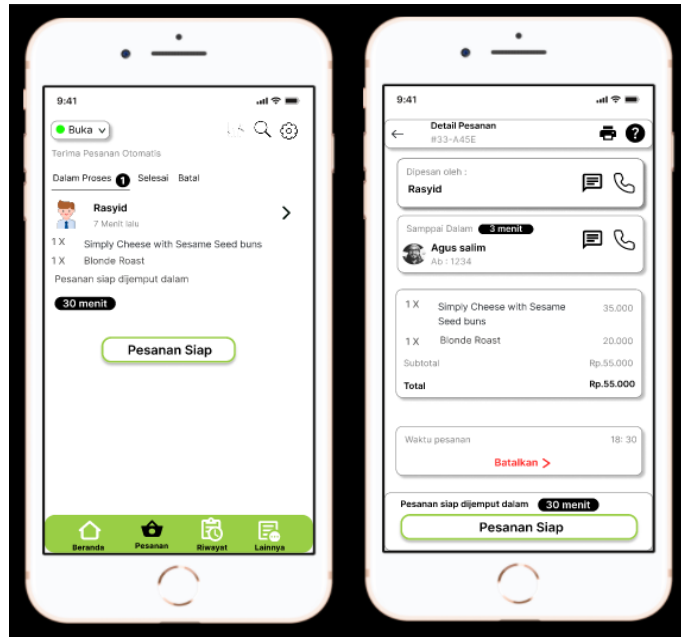 9:41
Buka
Terima Pesanan Otomatis
Dalam Proses 1 Selesai Batal
Rasyid
7 Menit lalu
1 X Simply Cheese with Sesame Seed buns
1 X Blonde Roast
Pesanan siap dijemput dalam
30 menit
Pesanan Siap
Beranda Pesanan Riwayat Lainnya
9:41
Detail Pesanan
#33-A45E
?
Dipesan oleh :
Rasyid
Samppai Dalam 3 menit
Agus salim
Ab : 1234
1 X Simply Cheese with Sesame
Seed buns 35.000
1 X Blonde Roast 20.000
Subtotal Rp.55.000
Total Rp.55.000
Waktu pesanan 18: 30
Batalkan >
Pesanan siap dijemput dalam 30 menit
Pesanan Siap